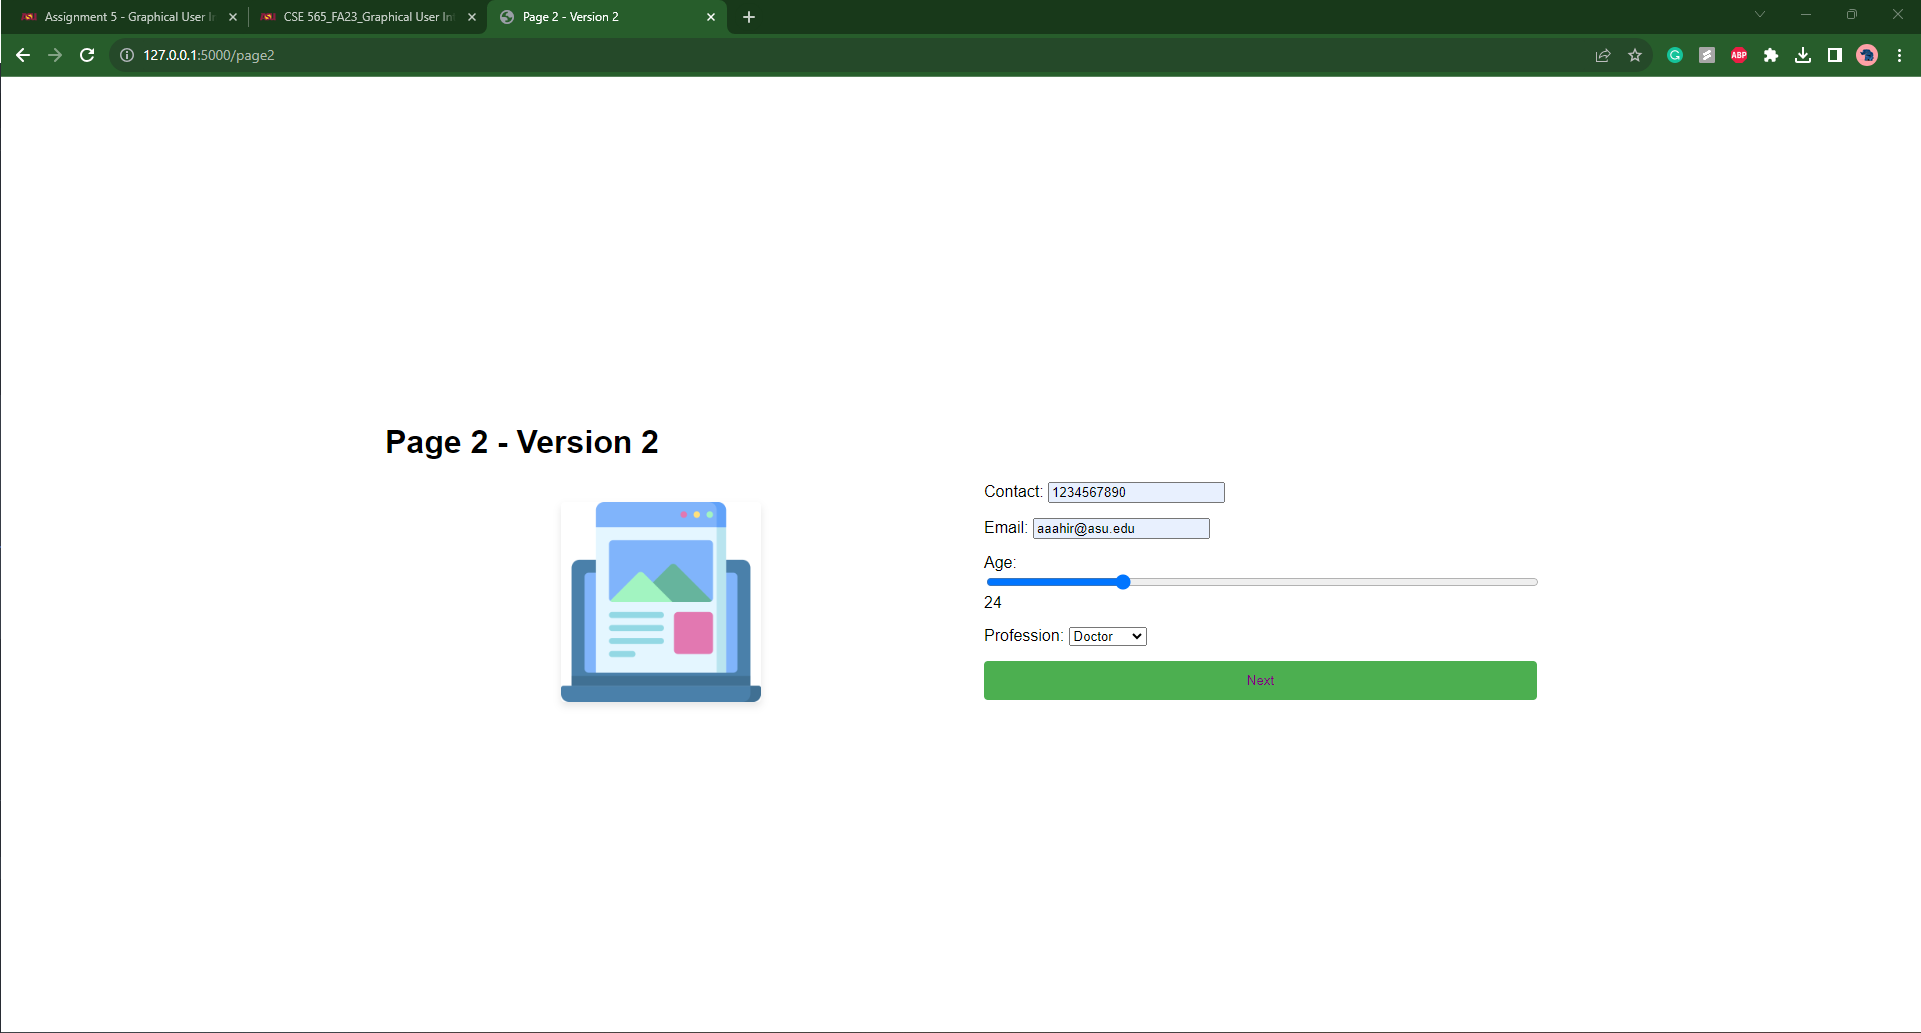 Assignment 5 - Graphical User In
CSE 565_FA23_Graphical User Int
Page 2 - Version 2
127.0.0.1:5000/page2
ABP
Page 2 - Version 2
Contact: 1234567890
Email: aaahir@asu.edu
Age:
24
Profession: Doctor
Next